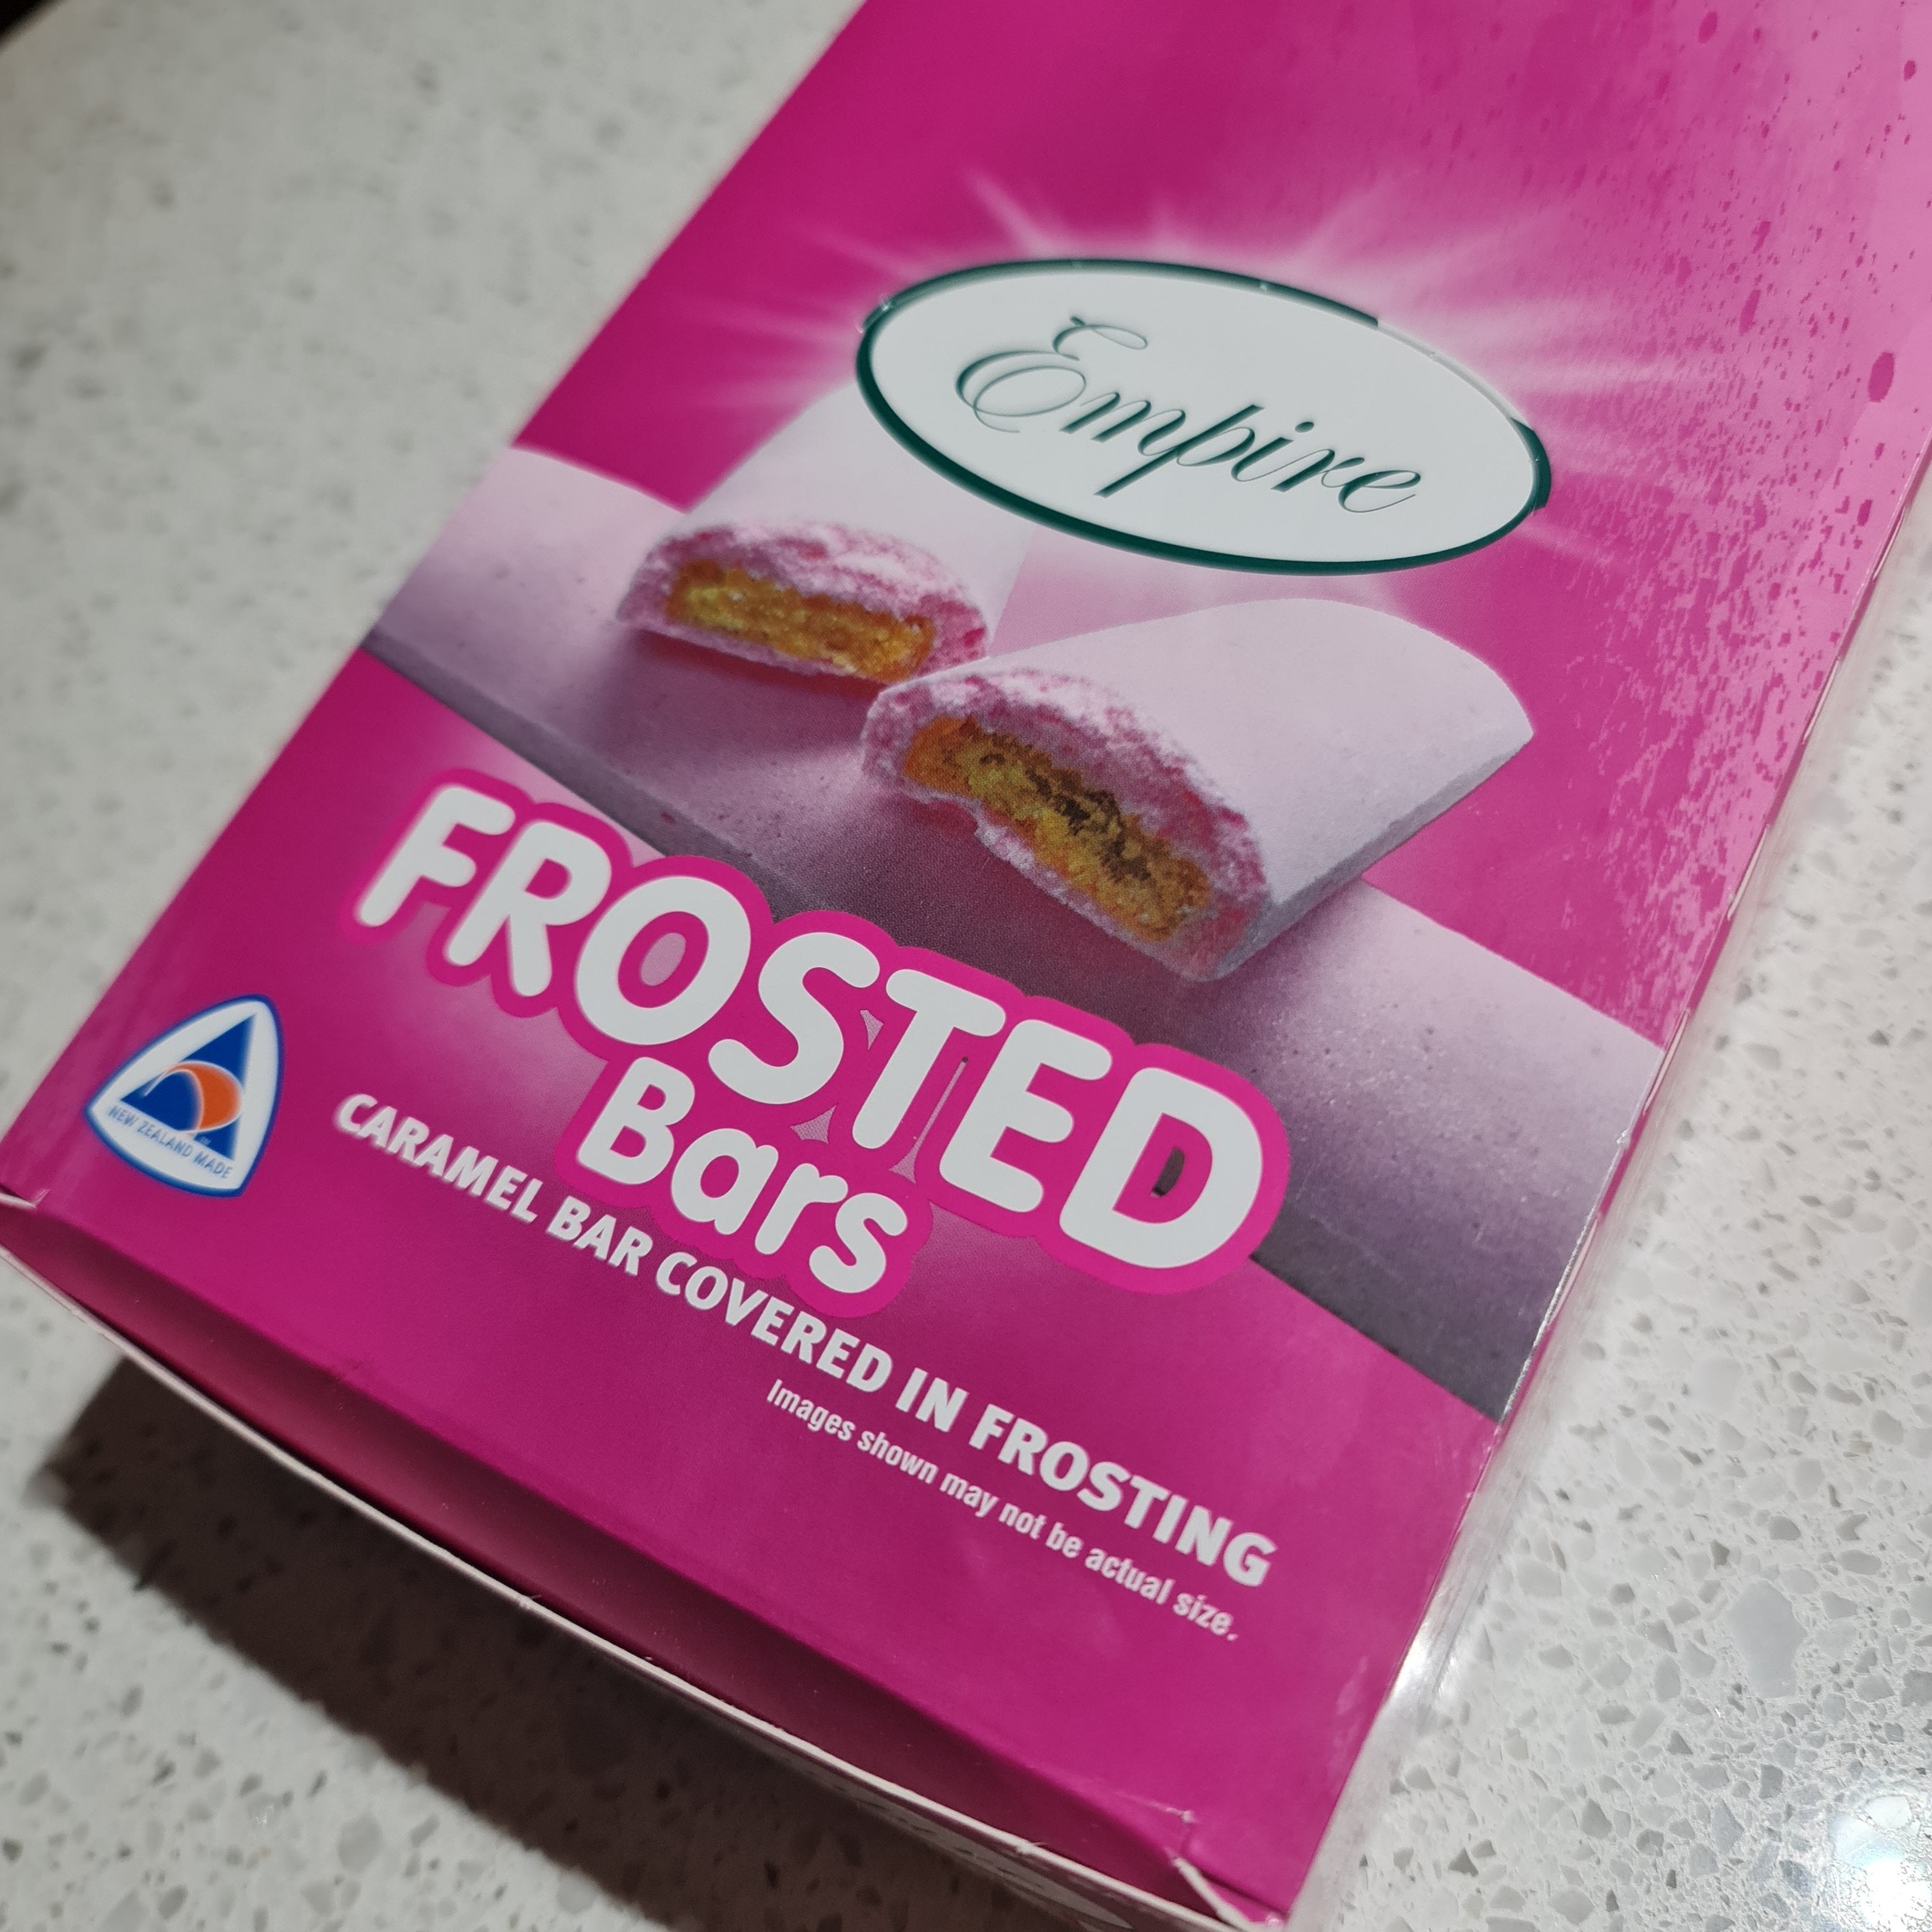 Empire
FROSTED
Bars
CARAMEL BAR COVERED IN FROSTING
Images shown may not be actual size.
NEW ZEALAND MADE